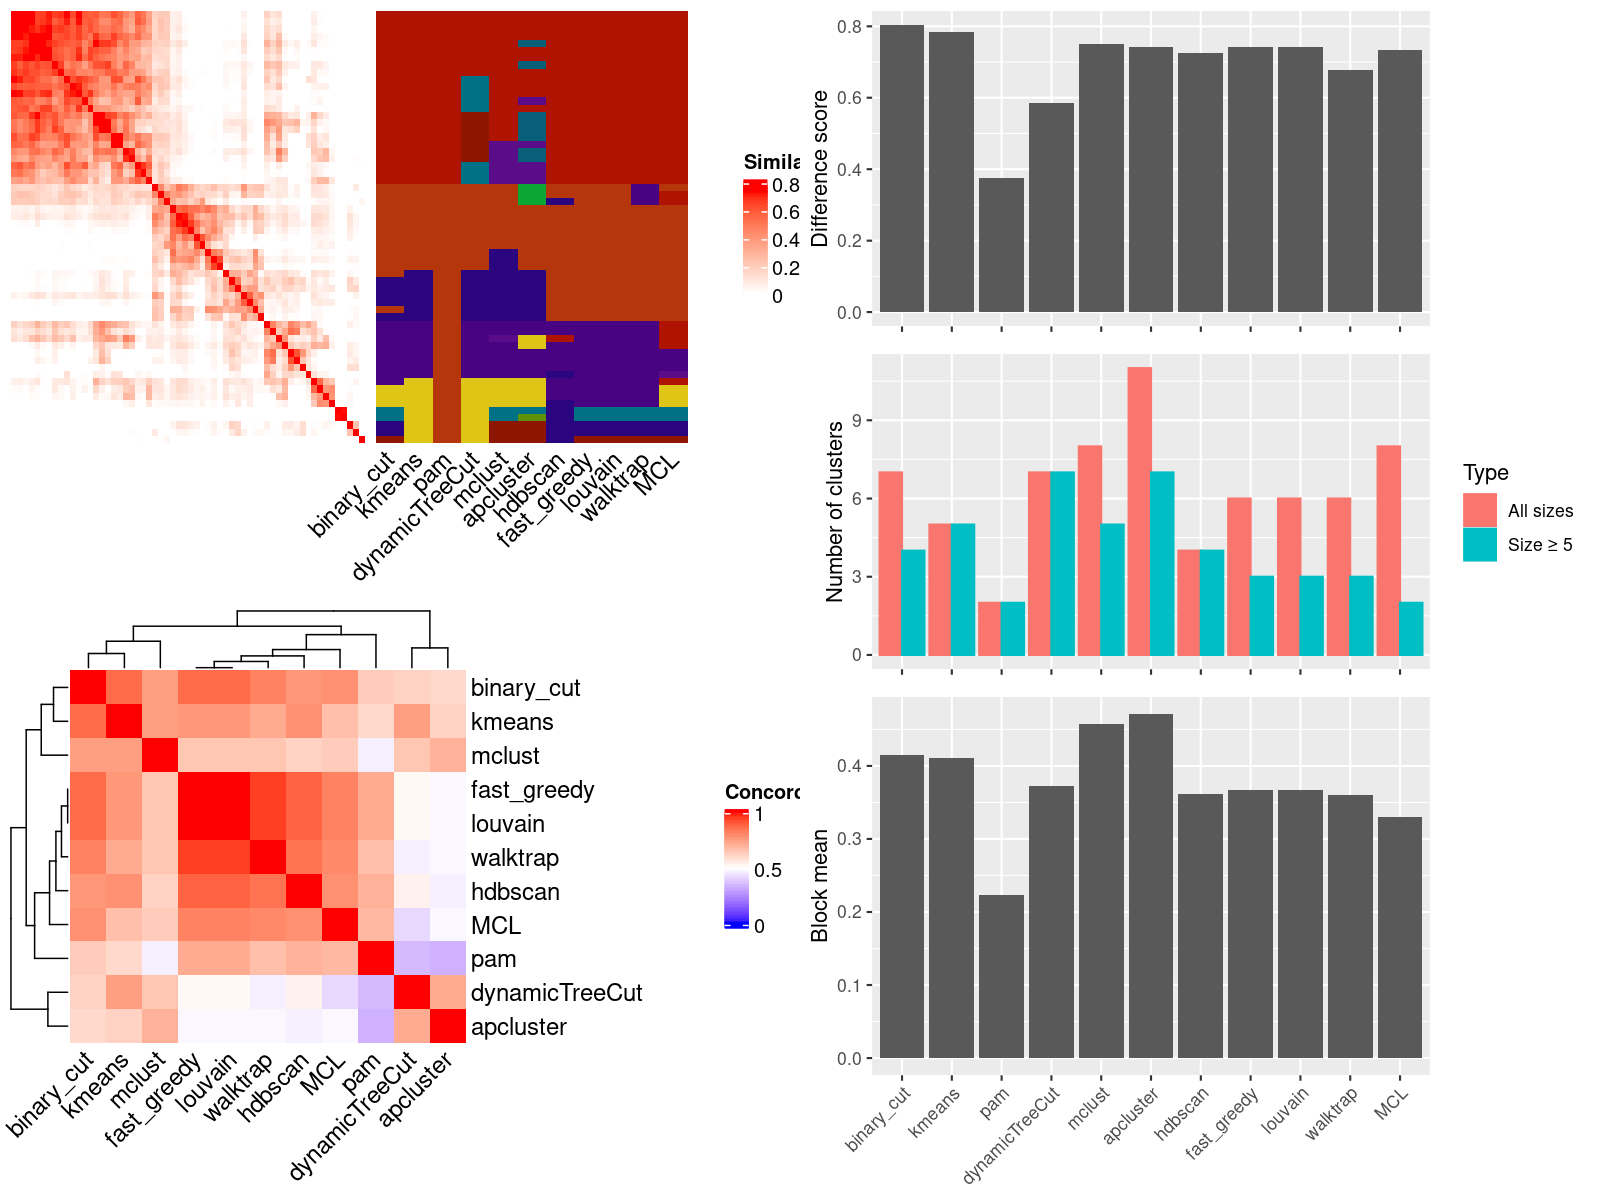 Simila
0.8
0.6
0.4
0.2
0
binary_cut
kmeans
pam
dynamicTreeCut
mclust
apcluster
hdbscan
fast_greedy
louvain
walktrap
MCL
Difference score
0.8
0.6
0.4
0.2
0.0
Number of clusters
9
6
3
0
Type
All sizes
Size ≥ 5
binary_cut
kmeans
mclust
fast_greedy
louvain
walktrap
hdbscan
MCL
pam
dynamicTreeCut
apcluster
binary_cut
kmeans
mclust
fast_greedy
louvain
walktrap
hdbscan
MCL
pam
dynamicTreeCut
apcluster
Concord
1
0.5
0
Block mean
0.4
0.3
0.2
0.1
0.0
binary_cut
kmeans
pam
dynamicTreeCut
mclust
apcluster
hdbscan
fast_greedy
louvain
walktrap
MCL